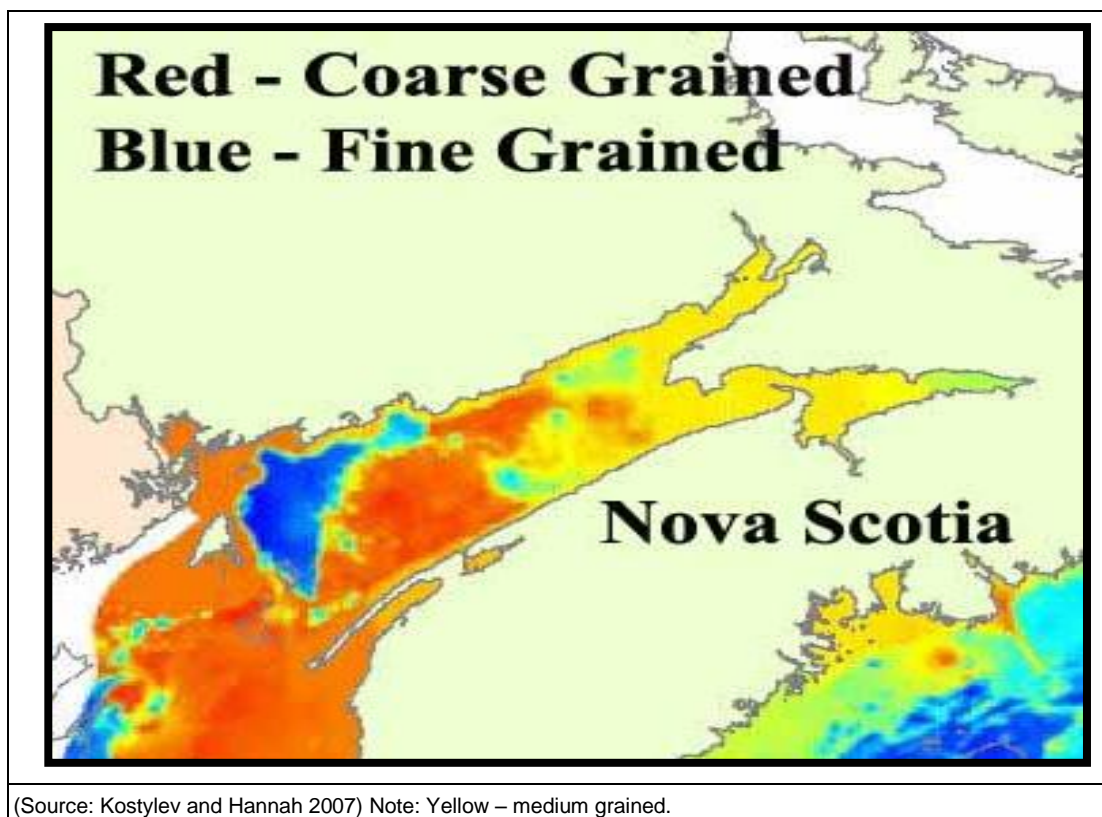 Red - Coarse Grained
Blue - Fine Grained
Nova Scotia
(Source: Kostylev and Hannah 2007) Note: Yellow – medium grained.